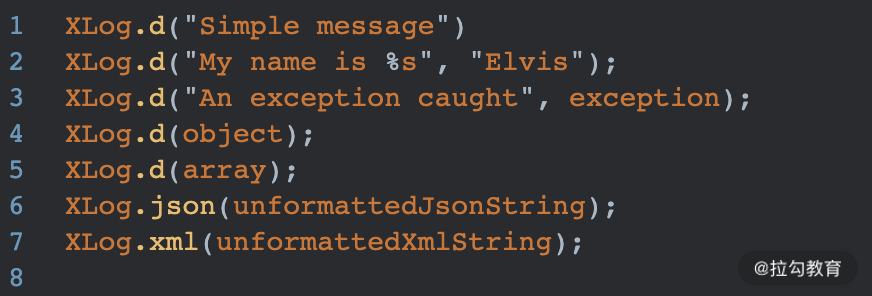 1 XLog.d("Simple message")
2 XLog.d("My name is %s", "Elvis");
3 XLog.d("An exception caught", exception);
4 XLog.d(object);
5 XLog.d(array);
6 XLog.json(unformattedJsonString);
7 XLog.xml(unformattedXmlString);
8
@拉勾教育